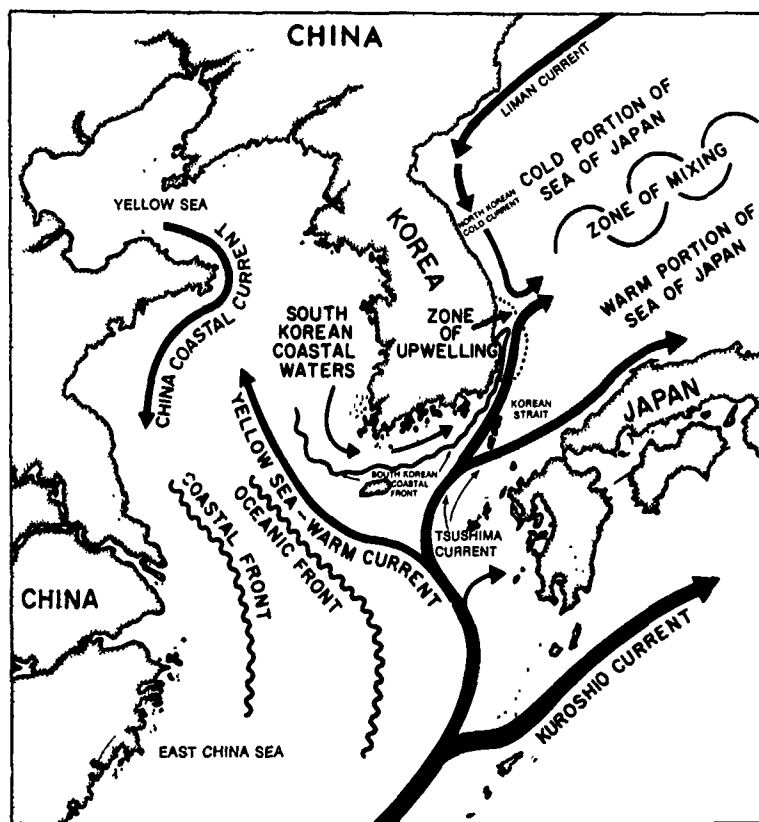 CHINA
LIMAN CURRENT
COLD PORTION OF
SEA OF JAPAN
ZONE OF MIXING
NORTH KOREAN
COLD CURRENT
WARM PORTION OF
SEA OF JAPAN
YELLOW SEA
CHINA COASTAL CURRENT
KOREA
SOUTH
KOREAN
COASTAL
WATERS
ZONE
OF
UPWELLING
KOREAN
STRAIT
JAPAN
YELLOW SEA-WARM CURRENT
SOUTH KOREAN
COASTAL
FRONT
COASTAL FRONT
OCEANIC FRONT
TSUSHIMA
CURRENT
CHINA
KUROSHIO CURRENT
EAST CHINA SEA